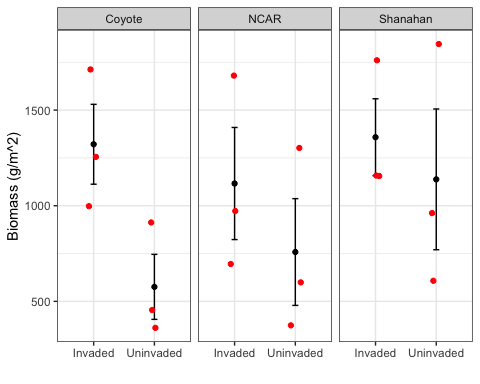 Coyote NCAR Shanahan
Biomass (g/m^2)
1500
1000
500
Invaded Uninvaded Invaded Uninvaded Invaded Uninvaded